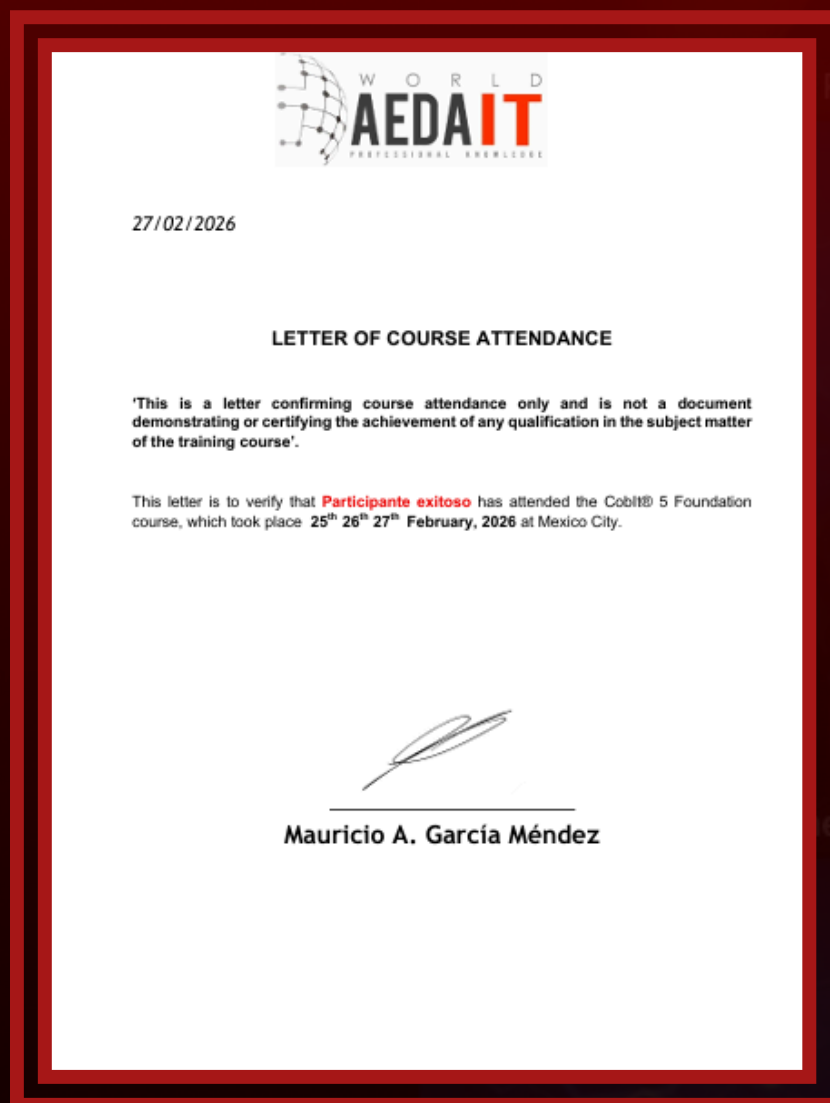 WORLD
AEDAIT
PROFESSIONAL KNOWLEDGE
27/02/2026
LETTER OF COURSE ATTENDANCE
‘This is a letter confirming course attendance only and is not a document
demonstrating or certifying the achievement of any qualification in the subject matter
of the training course’.
This letter is to verify that Participante exitoso has attended the CobIt® 5 Foundation
course, which took place 25th 26th 27th February, 2026 at Mexico City.
Mauricio A. García Méndez